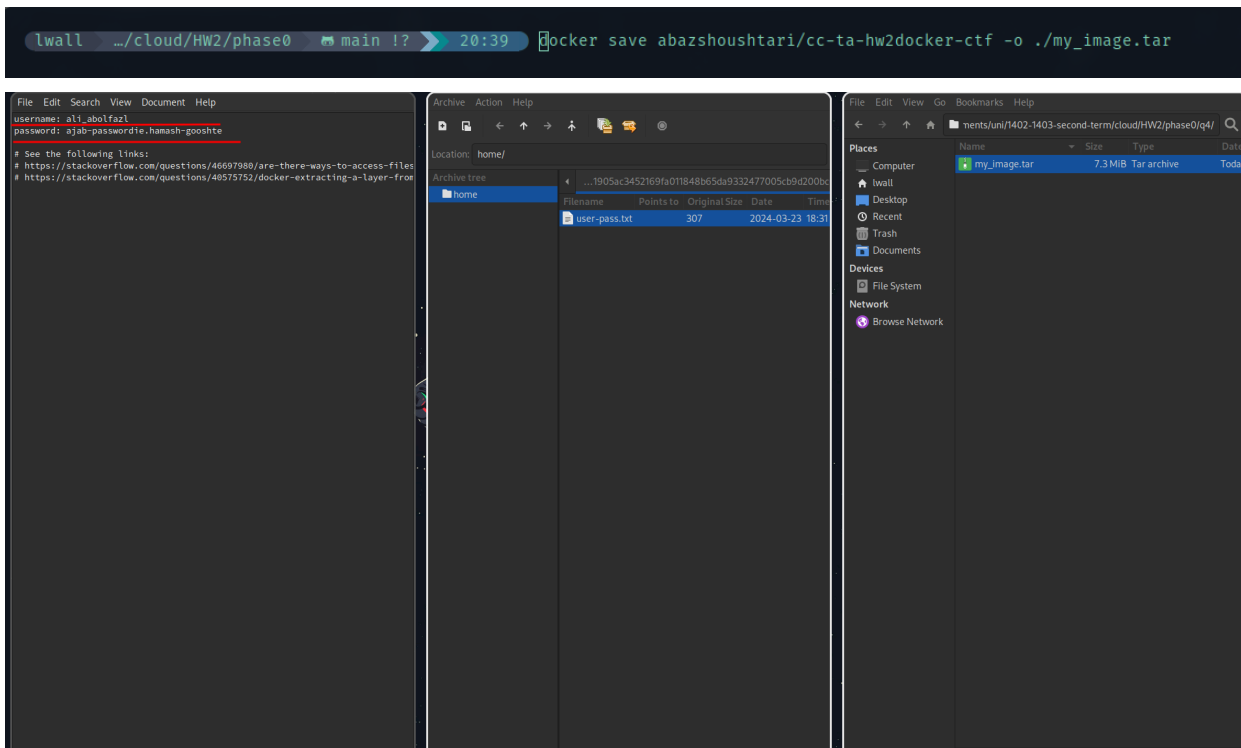 lwall …/cloud/HW2/phase0 main !? 20:39 docker save abazshoushtari/cc-ta-hw2docker-ctf -o ./my_image.tar
File Edit Search View Document Help
username: ali_abolfazl
password: ajab-passwordie.hamash-gooshte
# See the following links:
# https://stackoverflow.com/questions/46697980/are-there-ways-to-access-files
# https://stackoverflow.com/questions/40575752/docker-extracting-a-layer-from
Archive Action Help
Location: home/
Archive tree
home
...1905ac3452169fa011848b65da9332477005cb9d200bc
Filename Points to Original Size Date Time
user-pass.txt 307 2024-03-23 18:31
File Edit View Go Bookmarks Help
ments/uni/1402-1403-second-term/cloud/HW2/phase0/q4/
Places
Computer
lwall
Desktop
Recent
Trash
Documents
Devices
File System
Network
Browse Network
Name Size Type Date
my_image.tar 7.3 MiB Tar archive Toda